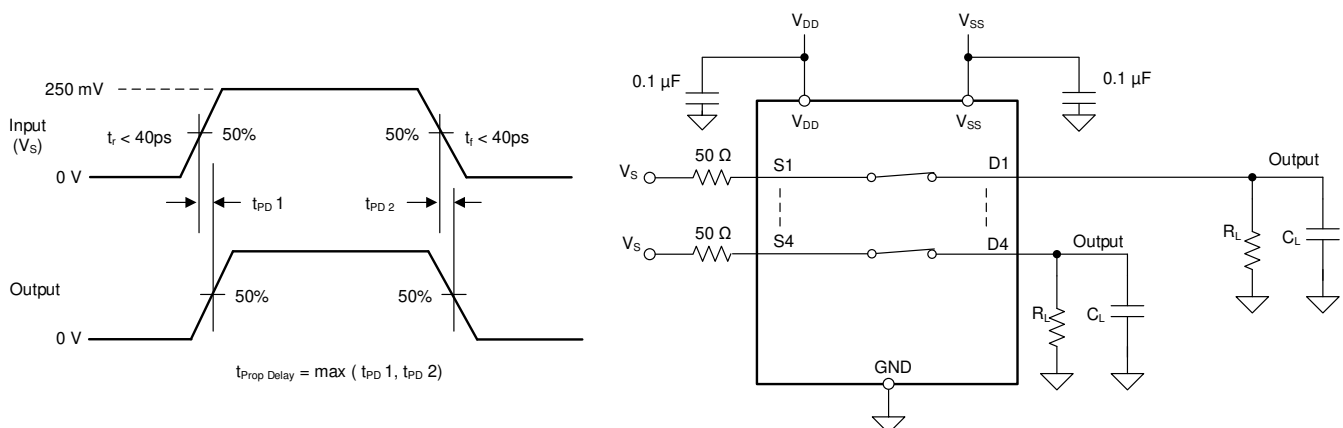 250 mV
Input
(VS)
tr < 40ps
50%
50%
tf < 40ps
0 V
tPD 1
tPD 2
Output
50%
50%
0 V
tProp Delay = max ( tPD 1, tPD 2)
VDD
VSS
0.1 µF
0.1 µF
VDD
VSS
VS
50 Ω
S1
D1
Output
VS
50 Ω
S4
D4
Output
RL
CL
RL
CL
GND